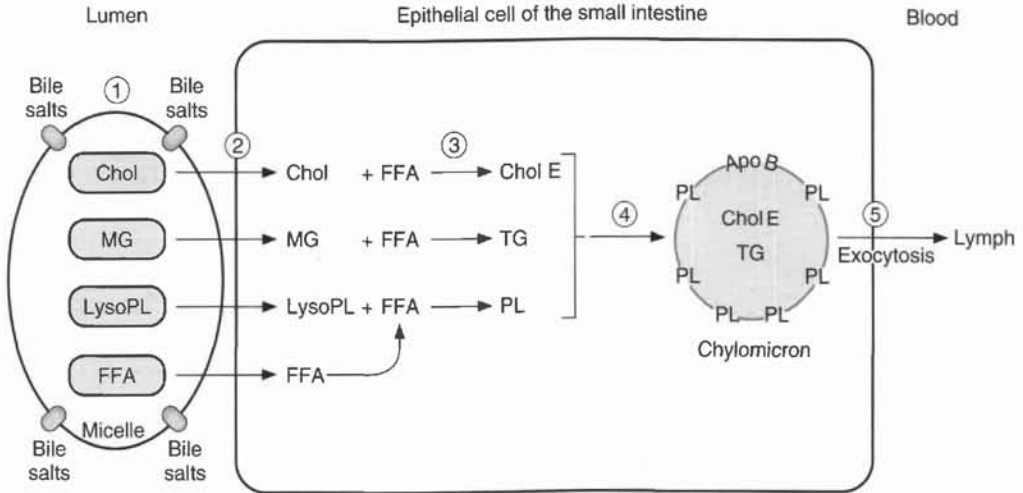 Lumen
Epithelial cell of the small intestine
Blood
Bile
salts
1
Bile
salts
2
3
Chol
Chol + FFA
Chol E
MG
MG + FFA
TG
LysoPL
LysoPL + FFA
PL
FFA
FFA
Micelle
Bile
salts
Bile
salts
4
Apo B
PL
PL
Chol E
TG
PL
PL
PL
PL
Chylomicron
5
Exocytosis
Lymph